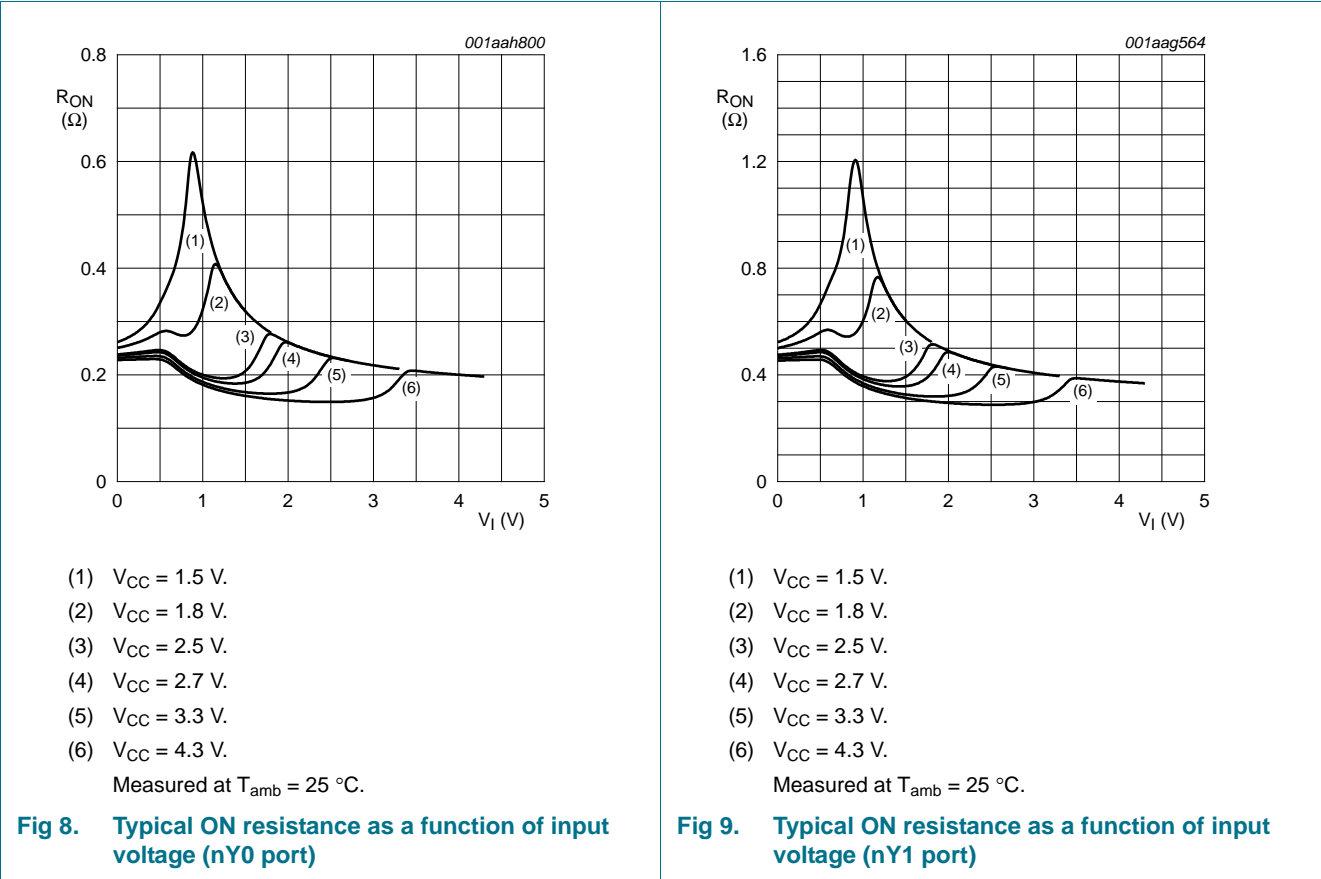 001aah800
0.8
RON
(Ω)
0.6
0.4
0.2
0
(1)
(2)
(3)
(4)
(5)
(6)
0 1 2 3 4 5
VI (V)
(1) VCC = 1.5 V.
(2) VCC = 1.8 V.
(3) VCC = 2.5 V.
(4) VCC = 2.7 V.
(5) VCC = 3.3 V.
(6) VCC = 4.3 V.
Measured at Tamb = 25 °C.
Fig 8. Typical ON resistance as a function of input
voltage (nY0 port)
001aag564
1.6
RON
(Ω)
1.2
0.8
0.4
0
(1)
(2)
(3)
(4)
(5)
(6)
0 1 2 3 4 5
VI (V)
(1) VCC = 1.5 V.
(2) VCC = 1.8 V.
(3) VCC = 2.5 V.
(4) VCC = 2.7 V.
(5) VCC = 3.3 V.
(6) VCC = 4.3 V.
Measured at Tamb = 25 °C.
Fig 9. Typical ON resistance as a function of input
voltage (nY1 port)